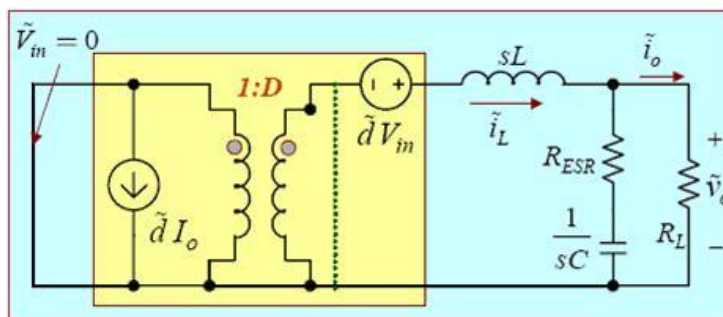 Ṽin = 0
1:D
sL
ĩo
− +
d̃ Vin
ĩL
RESR
+
d̃ Io
ṽo
1/sC
RL
−